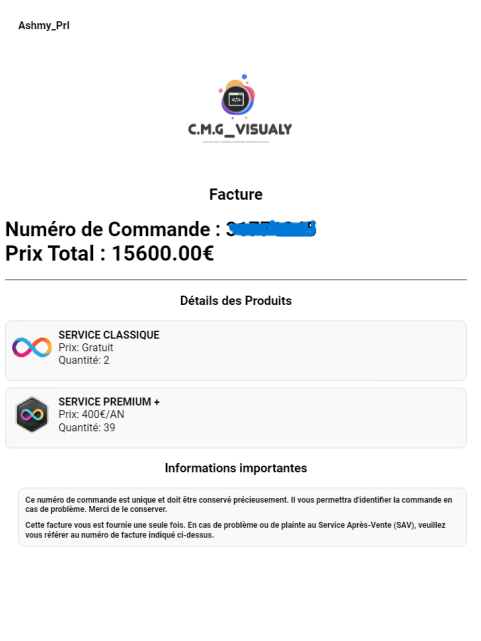 Ashmy_Prl
C.M.G_VISUALY
Facture
Numéro de Commande :
Prix Total : 15600.00€
Détails des Produits
SERVICE CLASSIQUE
Prix: Gratuit
Quantité: 2
SERVICE PREMIUM +
Prix: 400€/AN
Quantité: 39
Informations importantes
Ce numéro de commande est unique et doit être conservé précieusement. Il vous permettra d'identifier la commande en
cas de problème. Merci de le conserver.
Cette facture vous est fournie une seule fois. En cas de problème ou de plainte au Service Après-Vente (SAV), veuillez
vous référer au numéro de facture indiqué ci-dessus.